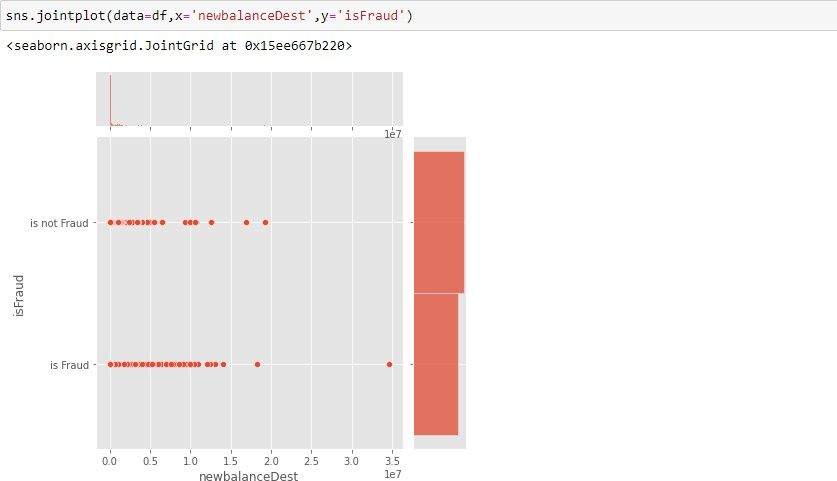 sns.jointplot(data=df,x='newbalanceDest',y='isFraud')
<seaborn.axisgrid.JointGrid at 0x15ee667b220>
1e7
is not Fraud
isFraud
is Fraud
0.0 0.5 1.0 1.5 2.0 2.5 3.0 3.5
1e7
newbalanceDest